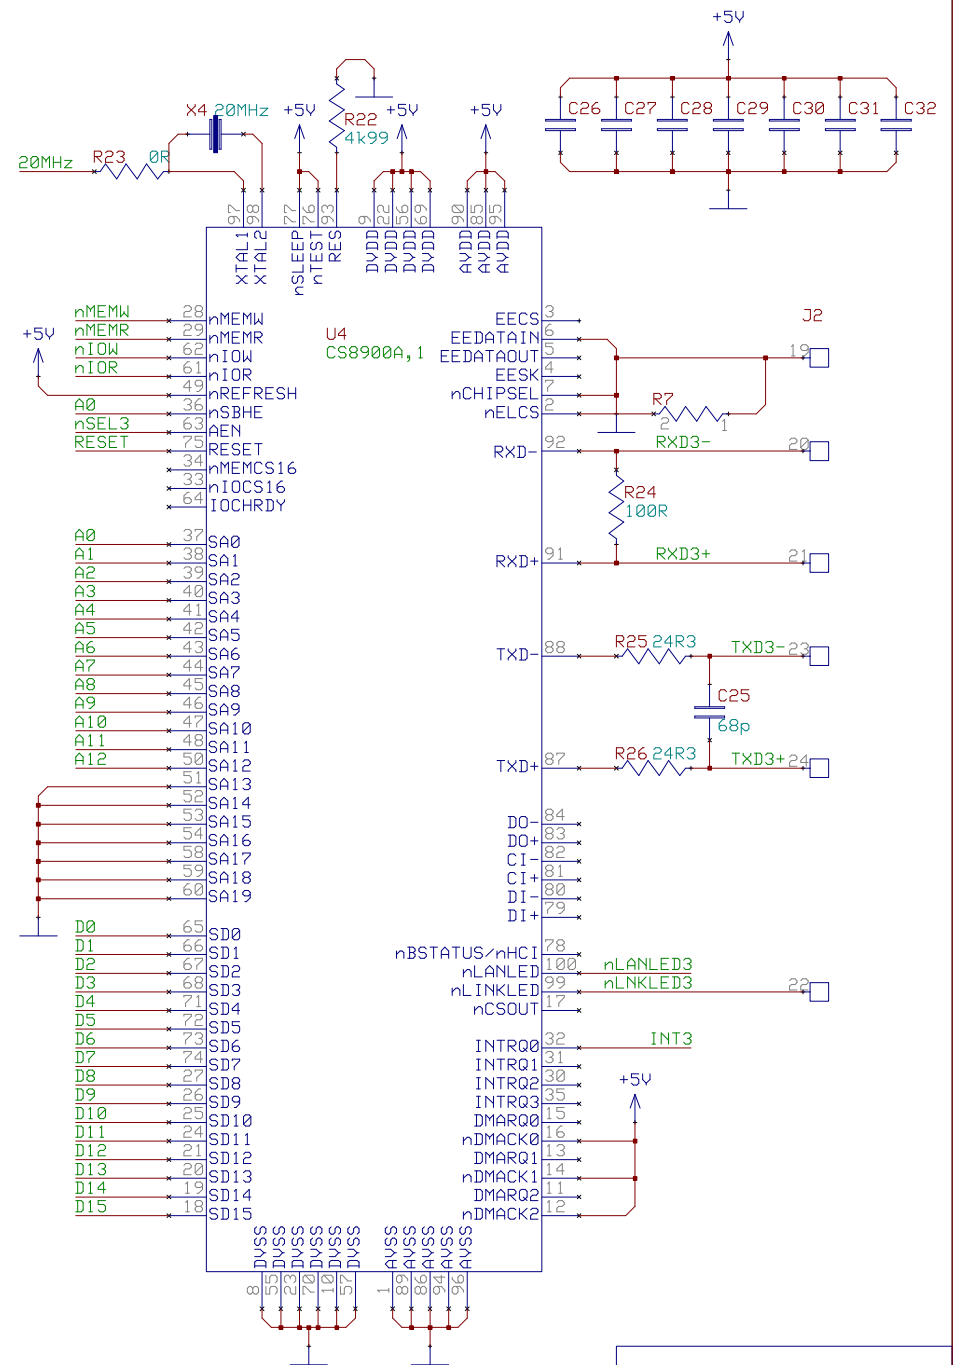 +5V
X4 20MHz
+5V
+5V
+5V
R22
4k99
C26 C27 C28 C29 C30 C31 C32
20MHz
R23 0R
97 98 77 76 93 9 22 56 69 90 85 95
XTAL1 XTAL2 nSLEEP nTEST RES DVDD DVDD DVDD DVDD AVDD AVDD AVDD
U4
CS8900A,1
+5V
J2
nMEMW 28 nMEMW
nMEMR 29 nMEMR
nIOW 62 nIOW
nIOR 61 nIOR
49 nREFRESH
A0 36 nSBHE
nSEL3 63 AEN
RESET 75 RESET
34 nMEMCS16
33 nIOCS16
64 IOCHRDY
A0 37 SA0
A1 38 SA1
A2 39 SA2
A3 40 SA3
A4 41 SA4
A5 42 SA5
A6 43 SA6
A7 44 SA7
A8 45 SA8
A9 46 SA9
A10 47 SA10
A11 48 SA11
A12 50 SA12
51 SA13
52 SA14
53 SA15
54 SA16
58 SA17
59 SA18
60 SA19
D0 65 SD0
D1 66 SD1
D2 67 SD2
D3 68 SD3
D4 71 SD4
D5 72 SD5
D6 73 SD6
D7 74 SD7
D8 27 SD8
D9 26 SD9
D10 25 SD10
D11 24 SD11
D12 21 SD12
D13 20 SD13
D14 19 SD14
D15 18 SD15
EECS 3
EEDATAIN 6
EEDATAOUT 5
19
EESK 4
nCHIPSEL 7
nELCS 2
R7
2 1
RXD- 92 RXD3- 20
R24
100R
RXD+ 91 RXD3+ 21
TXD- 88 R25 24R3 TXD3- 23
C25
68p
TXD+ 87 R26 24R3 TXD3+ 24
DO- 84
DO+ 83
CI- 82
CI+ 81
DI- 80
DI+ 79
nBSTATUS/nHCI 78
nLANLED 100 nLANLED3
nLINKLED 99 nLNKLED3 22
nCSOUT 17
INTRQ0 32 INT3
INTRQ1 31
INTRQ2 30
INTRQ3 35
+5V
DMARQ0 15
nDMACK0 16
DMARQ1 13
nDMACK1 14
DMARQ2 11
nDMACK2 12
DVSS DVSS DVSS DVSS DVSS DVSS AVSS AVSS AVSS AVSS AVSS
8 55 23 70 10 57 1 89 86 94 96